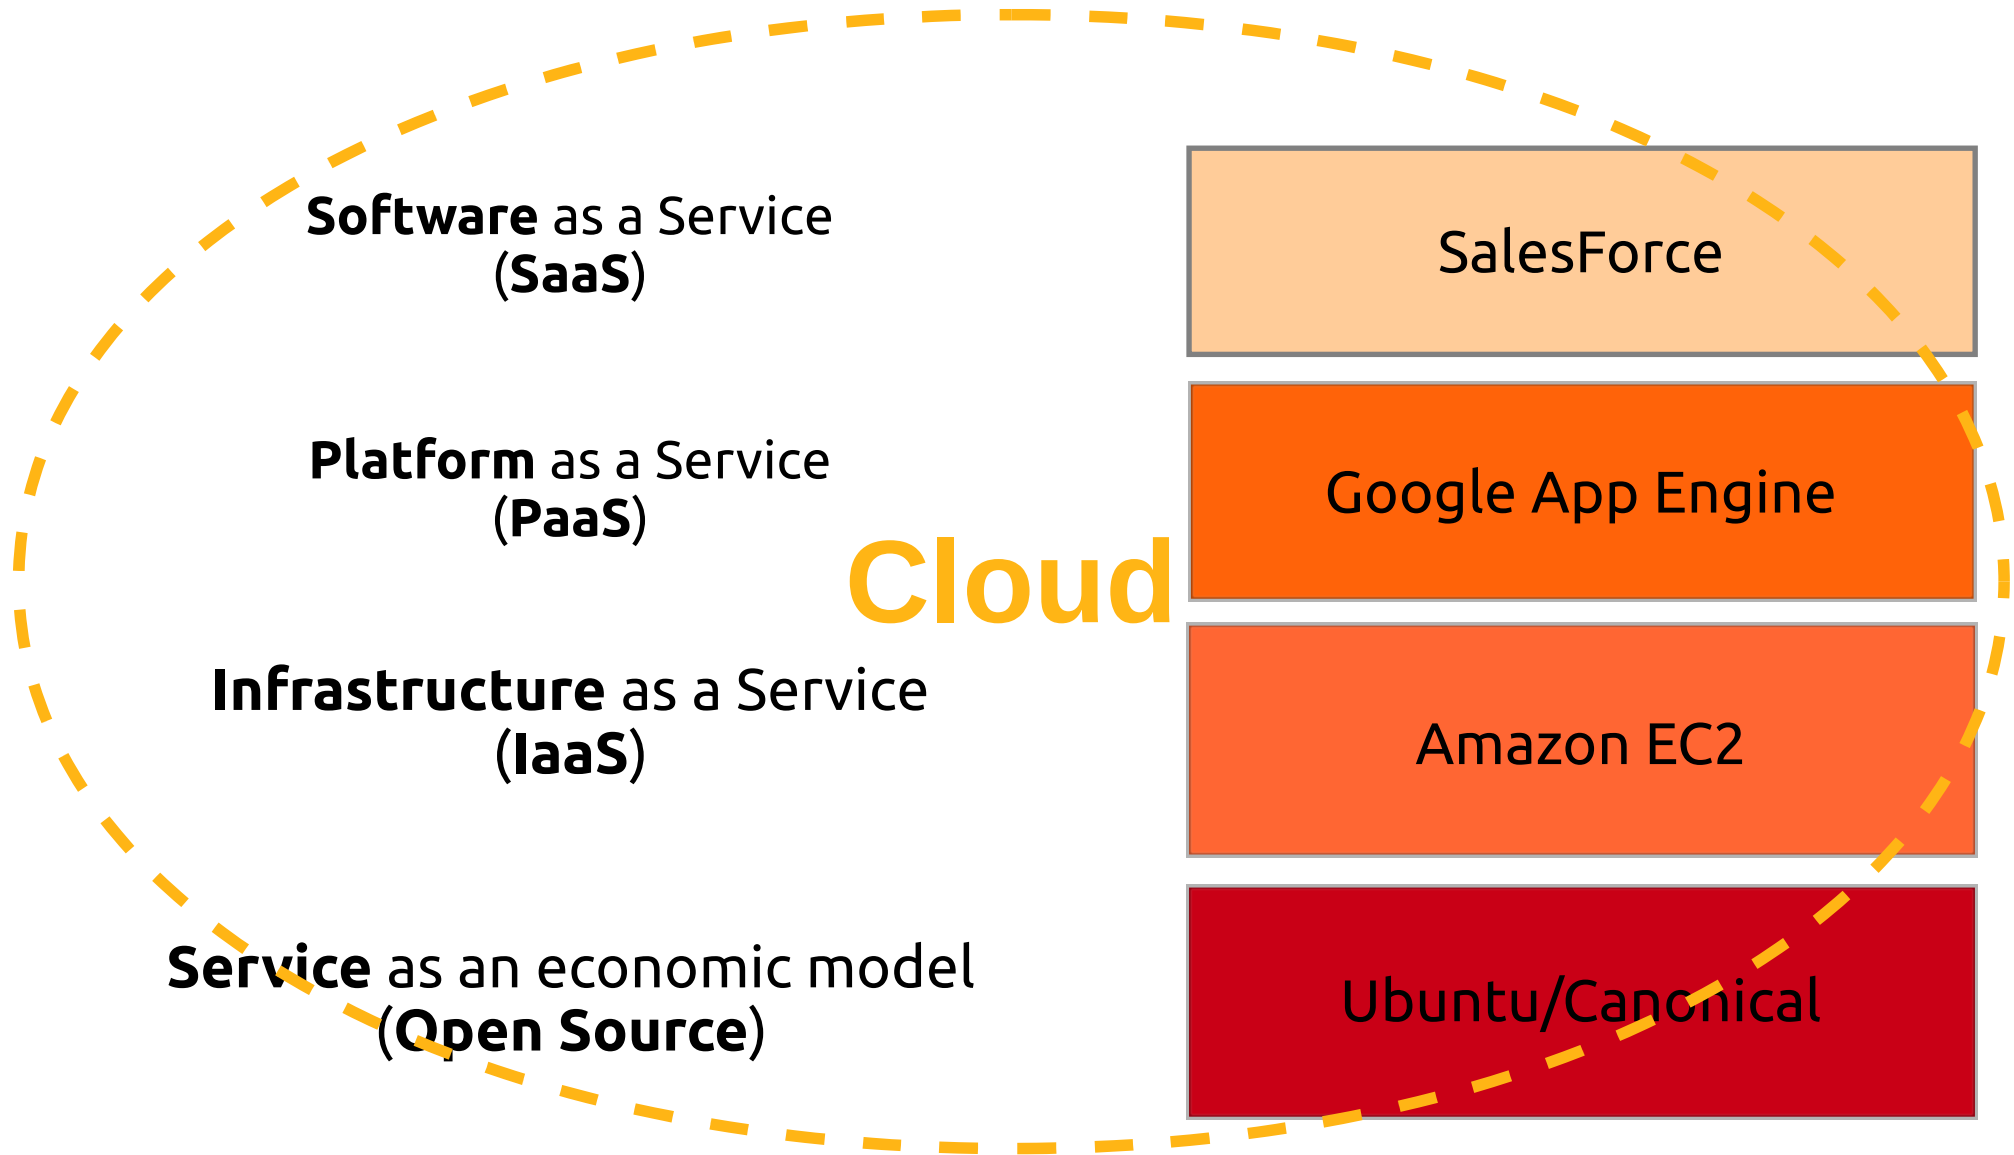 Software as a Service
(SaaS)
SalesForce
Platform as a Service
(PaaS)
Google App Engine
Cloud
Infrastructure as a Service
(IaaS)
Amazon EC2
Service as an economic model
(Open Source)
Ubuntu/Canonical